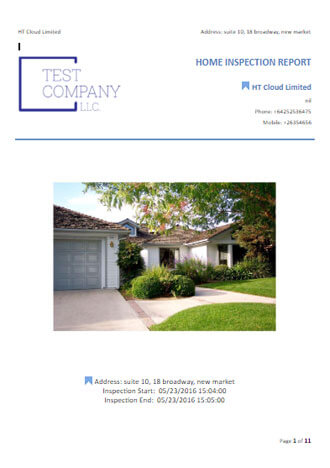 HT Cloud Limited Address: suite 10, 18 broadway, new market
TEST
COMPANY
L.L.C.
HOME INSPECTION REPORT
HT Cloud Limited
Phone: +64252536475
Mobile: +26354656
Address: suite 10, 18 broadway, new market
Inspection Start: 05/23/2016 15:04:00
Inspection End: 05/23/2016 15:05:00
Page 1 of 11